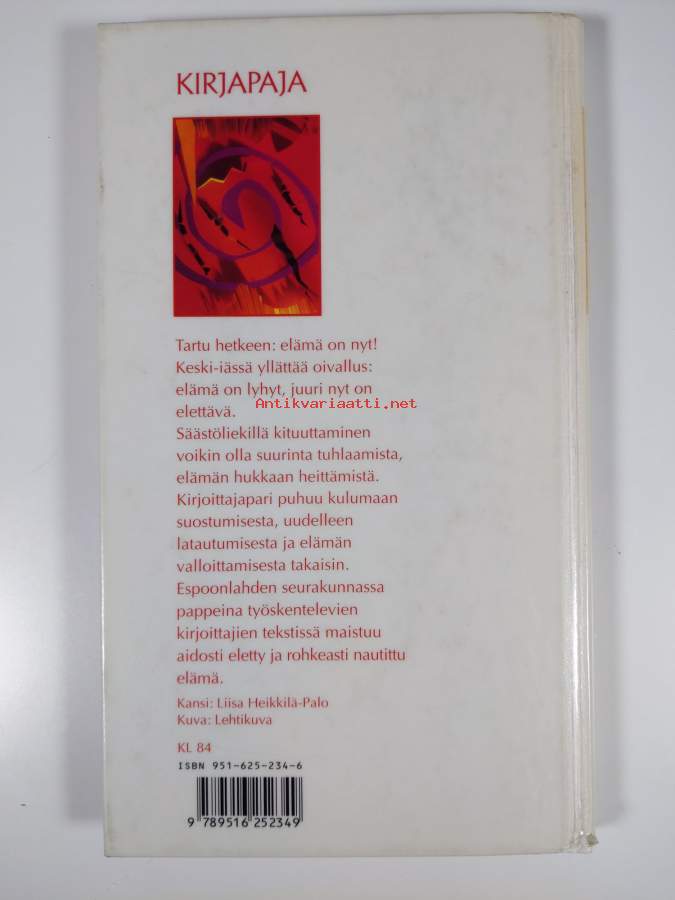 KIRJAPAJA
Tartu hetkeen: elämä on nyt!
Keski-iässä yllättää oivallus:
elämä on lyhyt, juuri nyt on
elettävä.
Antikvariaatti.net
Säästöliekillä kituuttaminen
voikin olla suurinta tuhlaamista,
elämän hukkaan heittämistä.
Kirjoittajapari puhuu kulumaan
suostumisesta, uudelleen
latautumisesta ja elämän
valloittamisesta takaisin.
Espoonlahden seurakunnassa
pappeina työskentelevien
kirjoittajien tekstissä maistuu
aidosti eletty ja rohkeasti nautittu
elämä.
Kansi: Liisa Heikkilä-Palo
Kuva: Lehtikuva
KL 84
ISBN 951-625-234-6
9 789516 252349